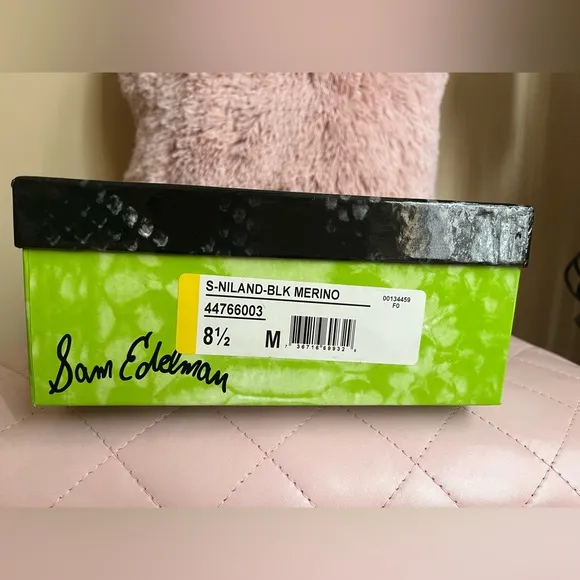 S-NILAND-BLK MERINO
00134459
F0
44766003
8½ M
Sam Edelman